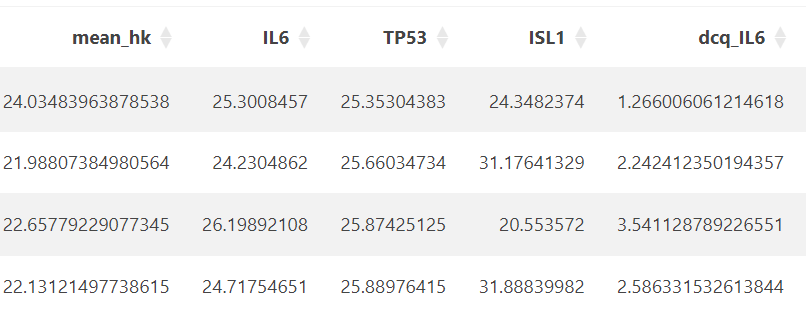 mean_hk IL6 TP53 ISL1 dcq_IL6
24.03483963878538 25.3008457 25.35304383 24.3482374 1.266006061214618
21.98807384980564 24.2304862 25.66034734 31.17641329 2.242412350194357
22.65779229077345 26.19892108 25.87425125 20.553572 3.541128789226551
22.13121497738615 24.71754651 25.88976415 31.88839982 2.586331532613844